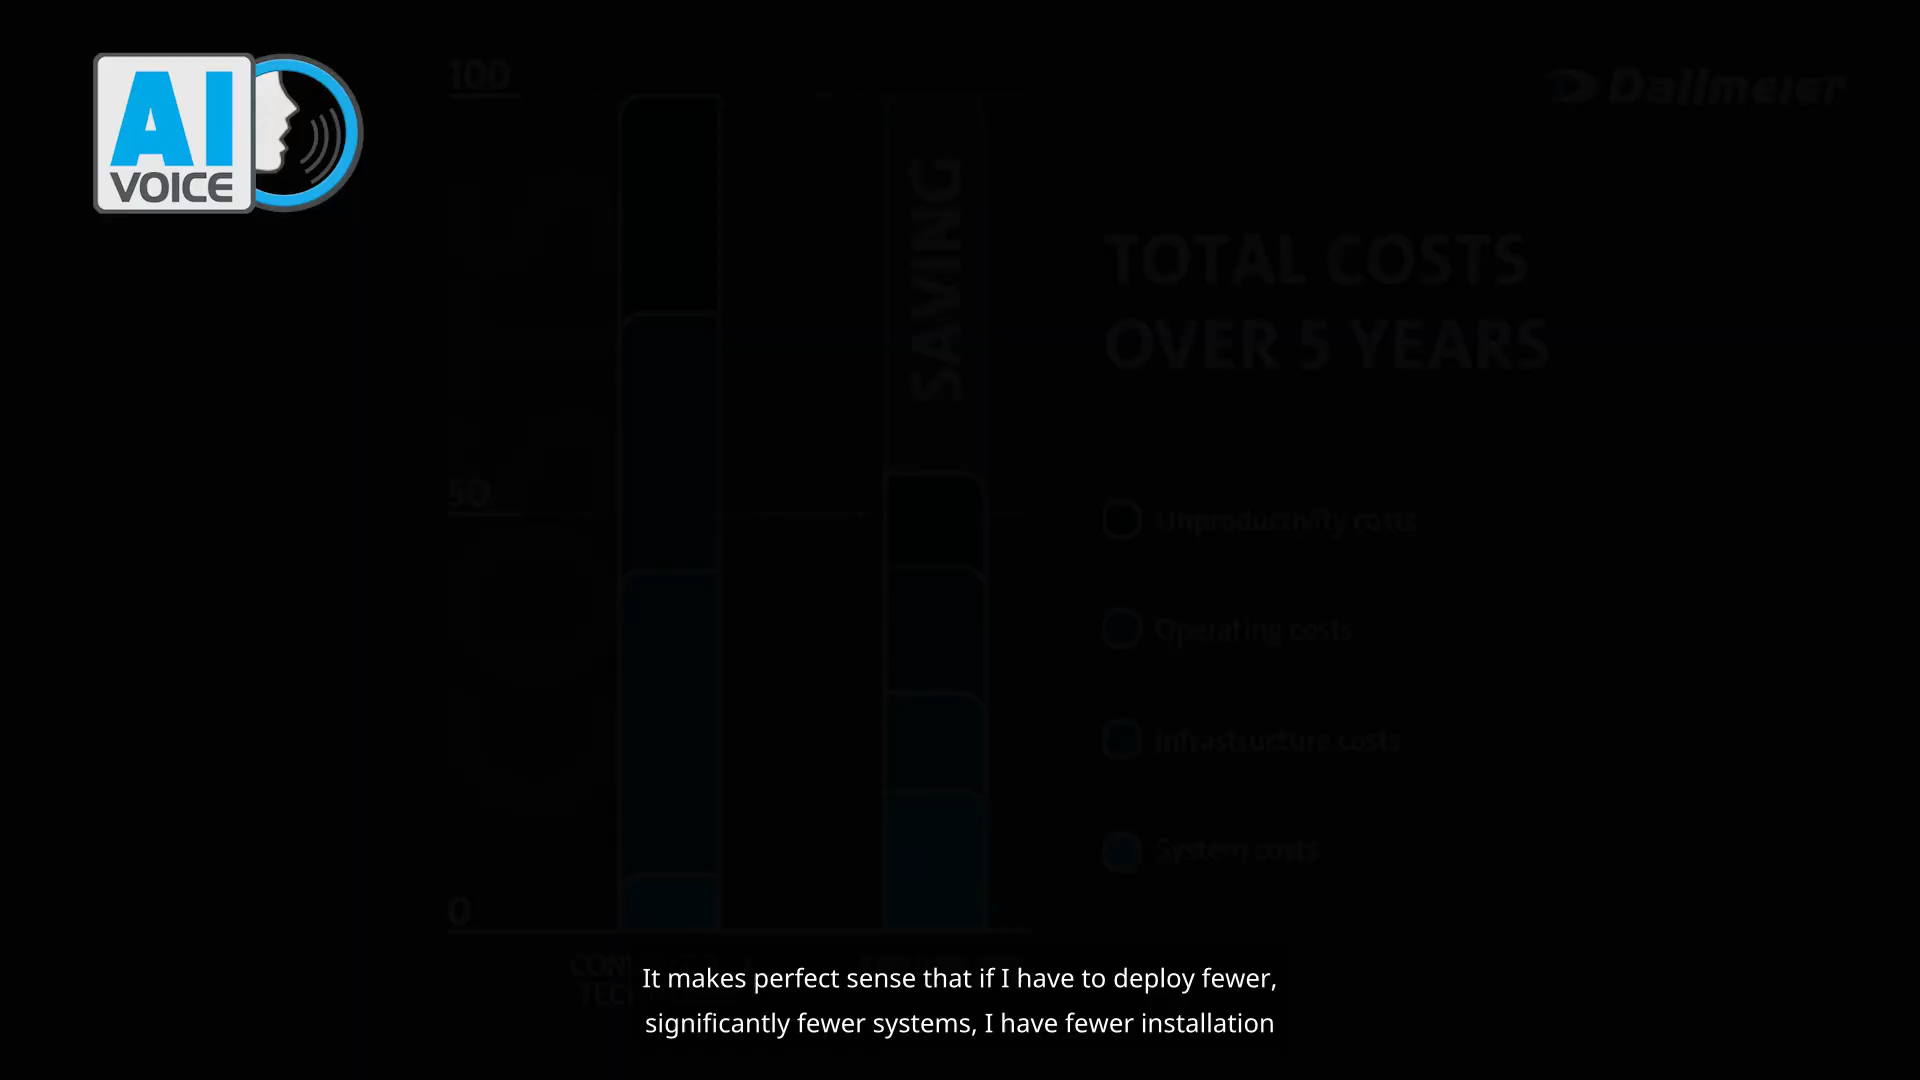 AI
VOICE
100
Dallmeier
SAVING
TOTAL COSTS
OVER 5 YEARS
50
Unproductivity costs
Operating costs
Infrastructure costs
System costs
0
It makes perfect sense that if I have to deploy fewer,
significantly fewer systems, I have fewer installation